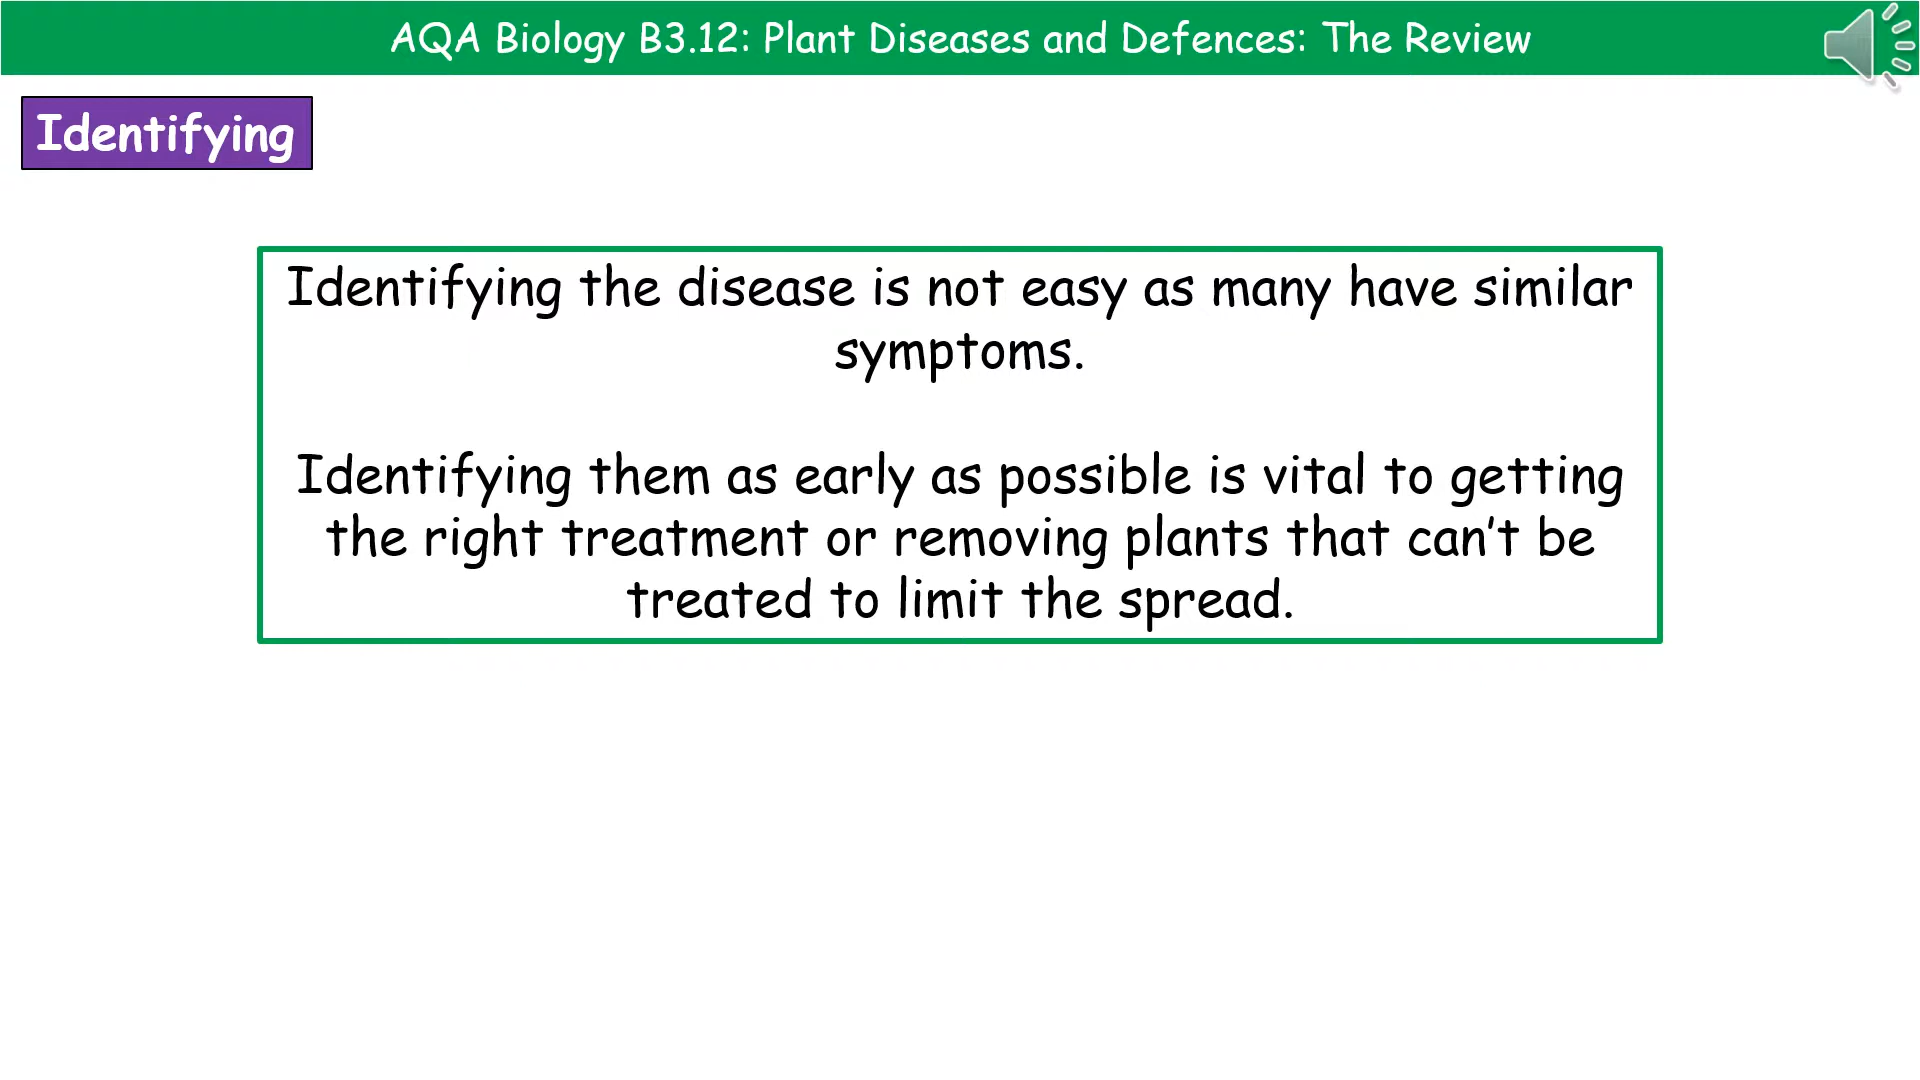 AQA Biology B3.12: Plant Diseases and Defences: The Review
Identifying
Identifying the disease is not easy as many have similar
symptoms.
Identifying them as early as possible is vital to getting
the right treatment or removing plants that can’t be
treated to limit the spread.